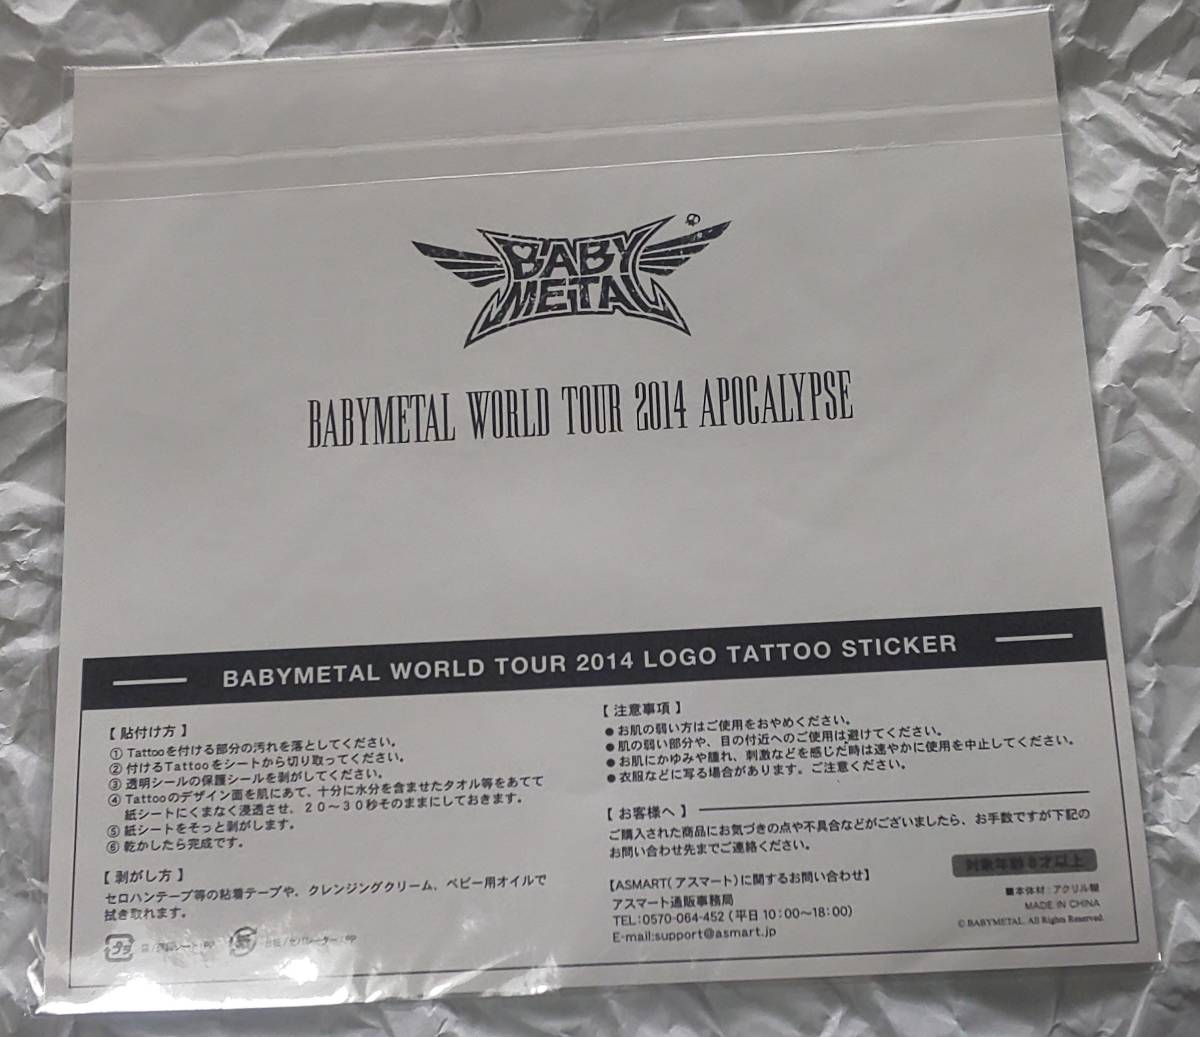 BABY
METAL
BABYMETAL WORLD TOUR 2014 APOCALYPSE
BABYMETAL WORLD TOUR 2014 LOGO TATTOO STICKER
【 貼付け方 】
① Tattooを付ける部分の汚れを落としてください。
② 付けるTattooをシートから切り取ってください。
③ 透明シールの保護シールを剥がしてください。
④ Tattooのデザイン面を肌にあて、十分に水分を含ませたタオル等をあてて
紙シートにくまなく浸透させ、20～30秒そのままにしておきます。
⑤ 紙シートをそっと剥がします。
⑥ 乾かしたら完成です。
【 剥がし方 】
セロハンテープ等の粘着テープや、クレンジングクリーム、ベビー用オイルで
拭き取れます。
プラ
【 注意事項 】
● お肌の弱い方はご使用をおやめください。
● 肌の弱い部分や、目の付近へのご使用は避けてください。
● お肌にかゆみや腫れ、刺激などを感じた時は速やかに使用を中止してください。
● 衣服などに写る場合があります。ご注意ください。
【 お客様へ 】
ご購入された商品にお気づきの点や不具合などがございましたら、お手数ですが下記の
お問い合わせ先までご連絡ください。
対象年齢8才以上
【ASMART(アスマート)に関するお問い合わせ】
アスマート通販事務局
TEL:0570-064-452 (平日10:00～18:00)
E-mail:support@asmart.jp
■本体材：アクリル糊
MADE IN CHINA
© BABYMETAL. All Rights Reserved.